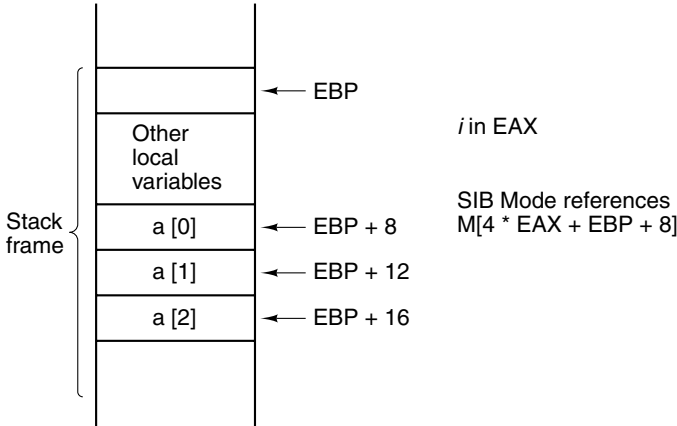 EBP
i in EAX
Other
local
variables
SIB Mode references
M[4 * EAX + EBP + 8]
Stack
frame
a [0]
EBP + 8
a [1]
EBP + 12
a [2]
EBP + 16